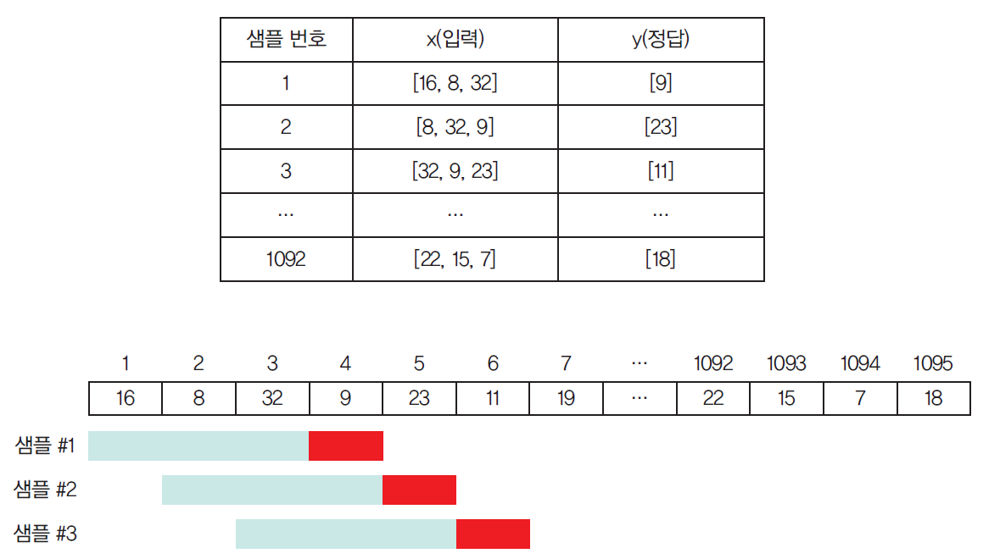 샘플 번호 x(입력) y(정답)
1 [16, 8, 32] [9]
2 [8, 32, 9] [23]
3 [32, 9, 23] [11]
… … …
1092 [22, 15, 7] [18]
1 2 3 4 5 6 7 … 1092 1093 1094 1095
16 8 32 9 23 11 19 … 22 15 7 18
샘플 #1
샘플 #2
샘플 #3